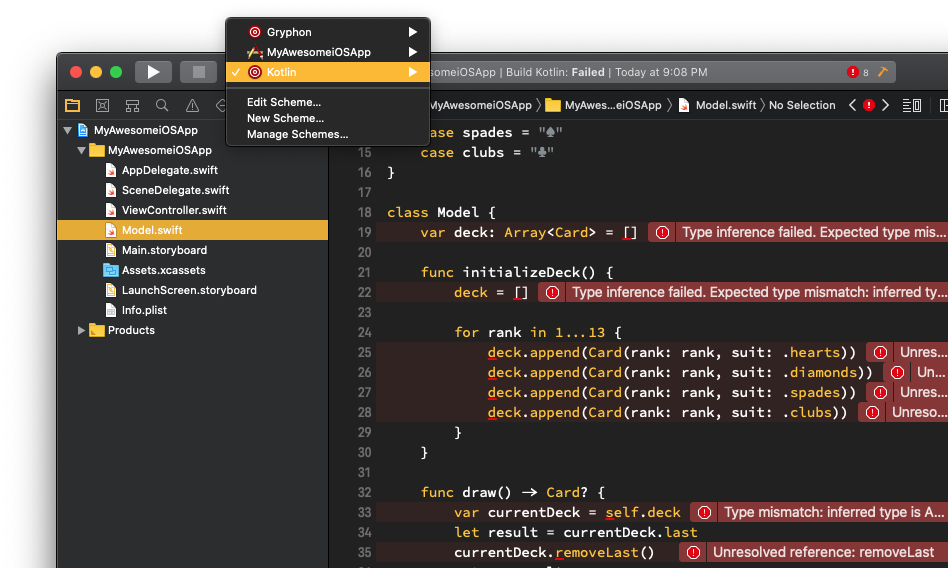 Gryphon
MyAwesomeiOSApp
✓ Kotlin
Edit Scheme...
New Scheme...
Manage Schemes...
someiOSApp | Build Kotlin: Failed | Today at 9:08 PM
8
MyAwesomeiOSApp
MyAwes...eiOSApp
Model.swift
No Selection
MyAwesomeiOSApp
MyAwesomeiOSApp
AppDelegate.swift
SceneDelegate.swift
ViewController.swift
Model.swift
Main.storyboard
Assets.xcassets
LaunchScreen.storyboard
Info.plist
Products
case spades = "♠"
15 case clubs = "♣"
16 }
17
18 class Model {
19 var deck: Array<Card> = [] Type inference failed. Expected type mis...
20
21 func initializeDeck() {
22 deck = [] Type inference failed. Expected type mismatch: inferred ty...
23
24 for rank in 1...13 {
25 deck.append(Card(rank: rank, suit: .hearts)) Unres...
26 deck.append(Card(rank: rank, suit: .diamonds)) Un...
27 deck.append(Card(rank: rank, suit: .spades)) Unres...
28 deck.append(Card(rank: rank, suit: .clubs)) Unreso...
29 }
30 }
31
32 func draw() -> Card? {
33 var currentDeck = self.deck Type mismatch: inferred type is A...
34 let result = currentDeck.last
35 currentDeck.removeLast() Unresolved reference: removeLast